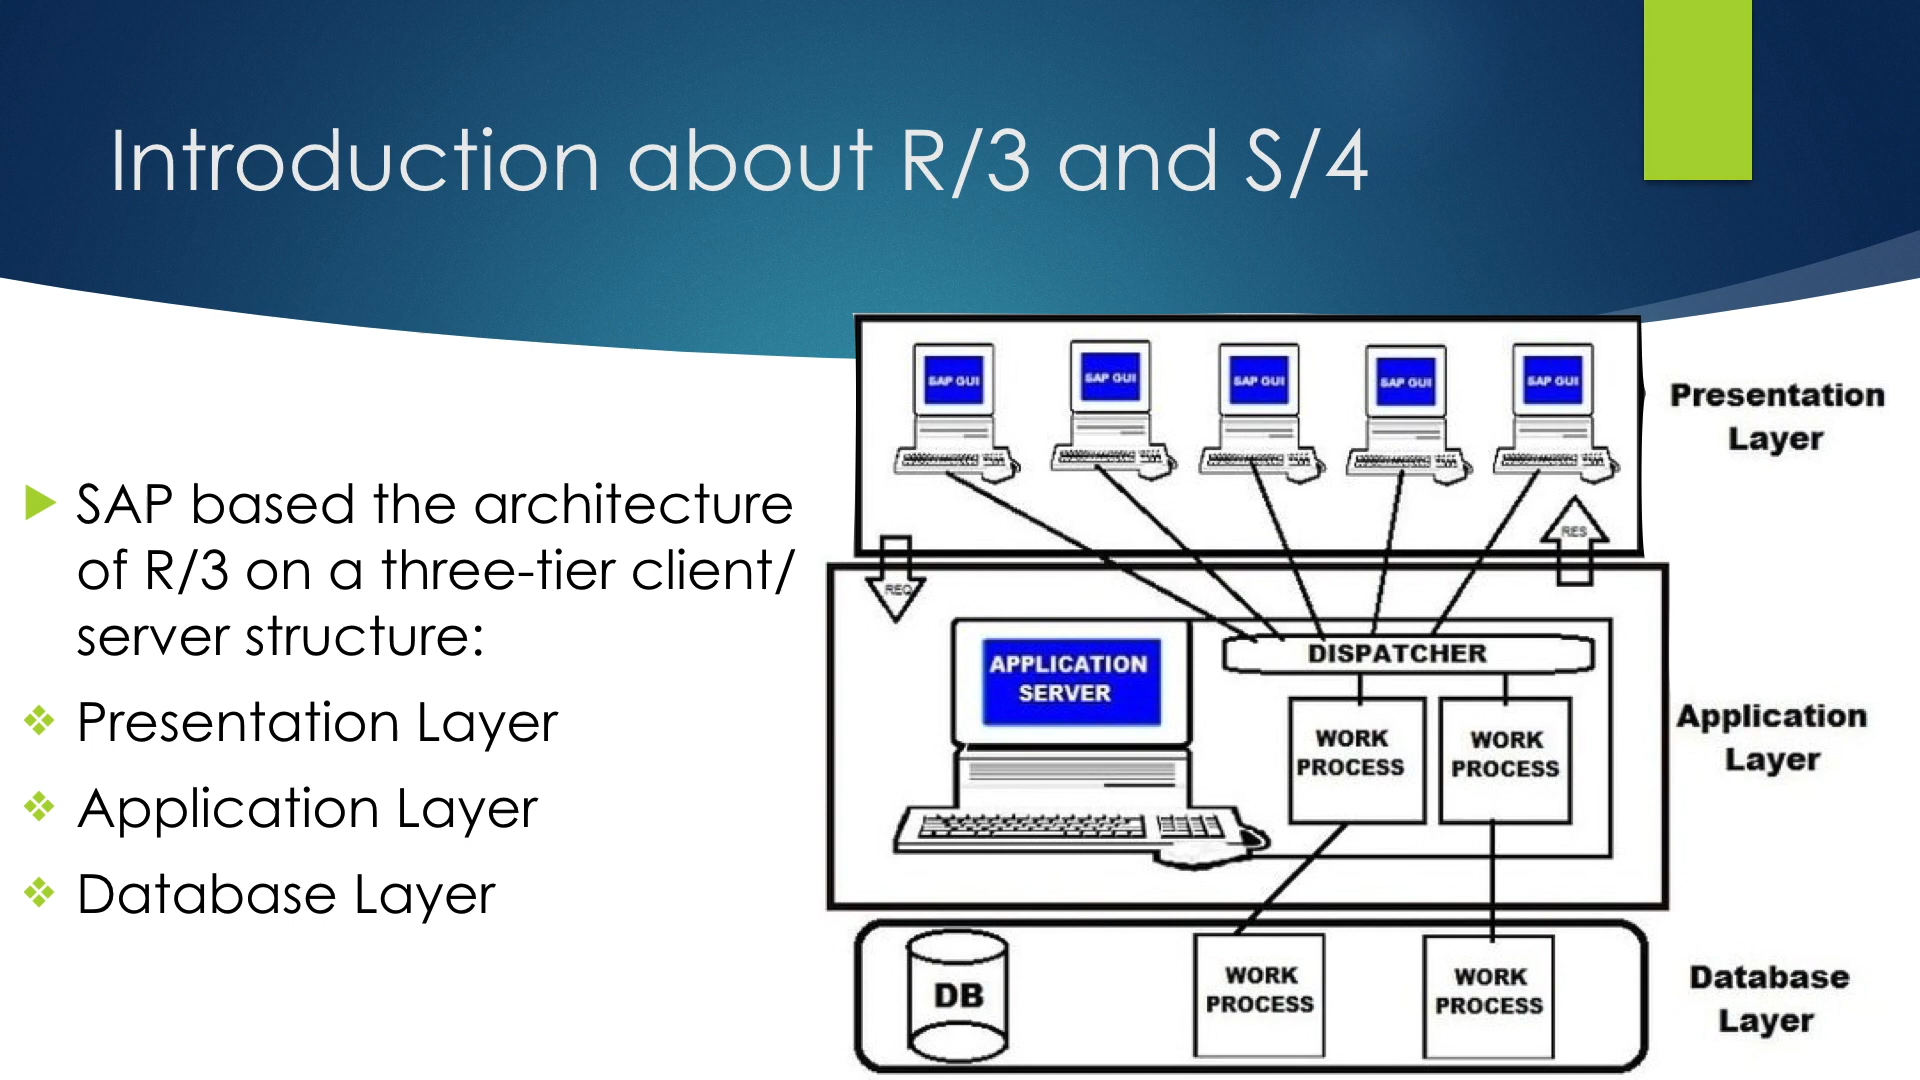 Introduction about R/3 and S/4
SAP based the architecture
of R/3 on a three-tier client/
server structure:
Presentation Layer
Application Layer
Database Layer
SAP GUI
SAP GUI
SAP GUI
SAP GUI
SAP GUI
Presentation
Layer
REQ
RES
APPLICATION
SERVER
DISPATCHER
WORK
PROCESS
WORK
PROCESS
Application
Layer
DB
WORK
PROCESS
WORK
PROCESS
Database
Layer